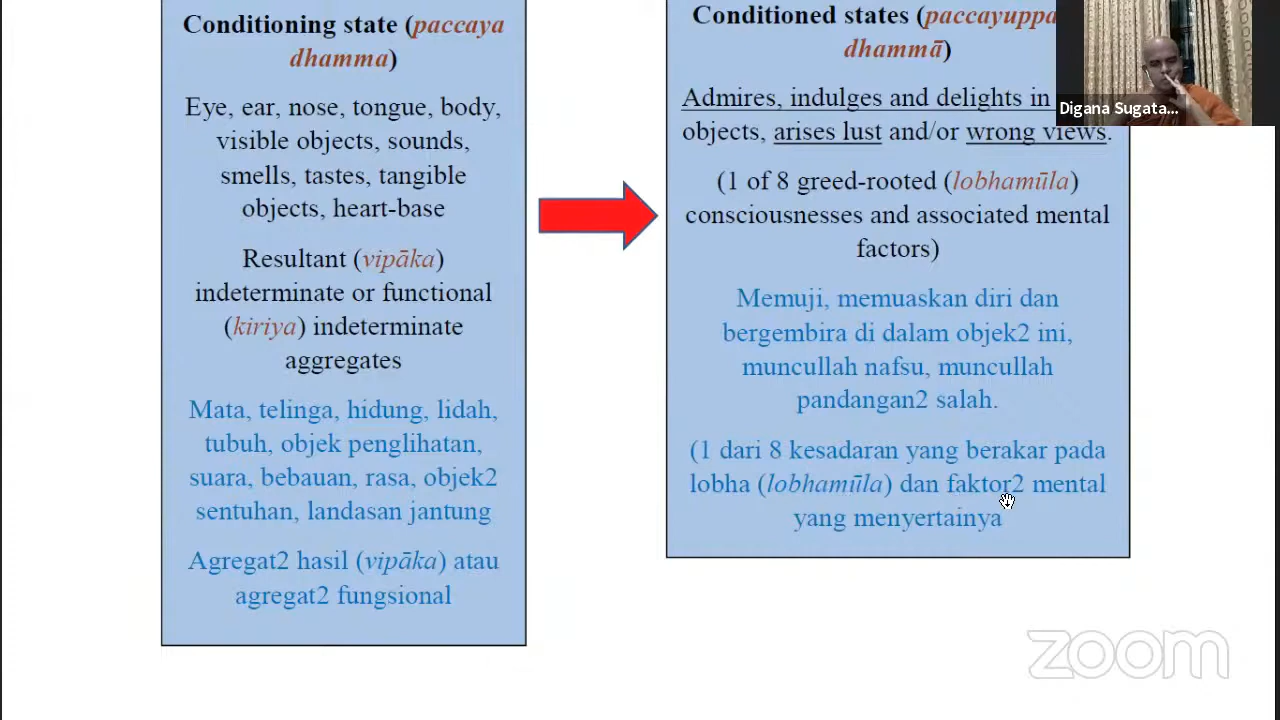 Conditioning state (paccaya
dhamma)
Eye, ear, nose, tongue, body,
visible objects, sounds,
smells, tastes, tangible
objects, heart-base
Resultant (vipāka)
indeterminate or functional
(kiriya) indeterminate
aggregates
Mata, telinga, hidung, lidah,
tubuh, objek penglihatan,
suara, bebauan, rasa, objek2
sentuhan, landasan jantung
Agregat2 hasil (vipāka) atau
agregat2 fungsional
Conditioned states (paccayuppa
dhammā)
Admires, indulges and delights in
objects, arises lust and/or wrong views.
(1 of 8 greed-rooted (lobhamūla)
consciousnesses and associated mental
factors)
Memuji, memuaskan diri dan
bergembira di dalam objek2 ini,
muncullah nafsu, muncullah
pandangan2 salah.
(1 dari 8 kesadaran yang berakar pada
lobha (lobhamūla) dan faktor2 mental
yang menyertainya
Digana Sugata...
zoom